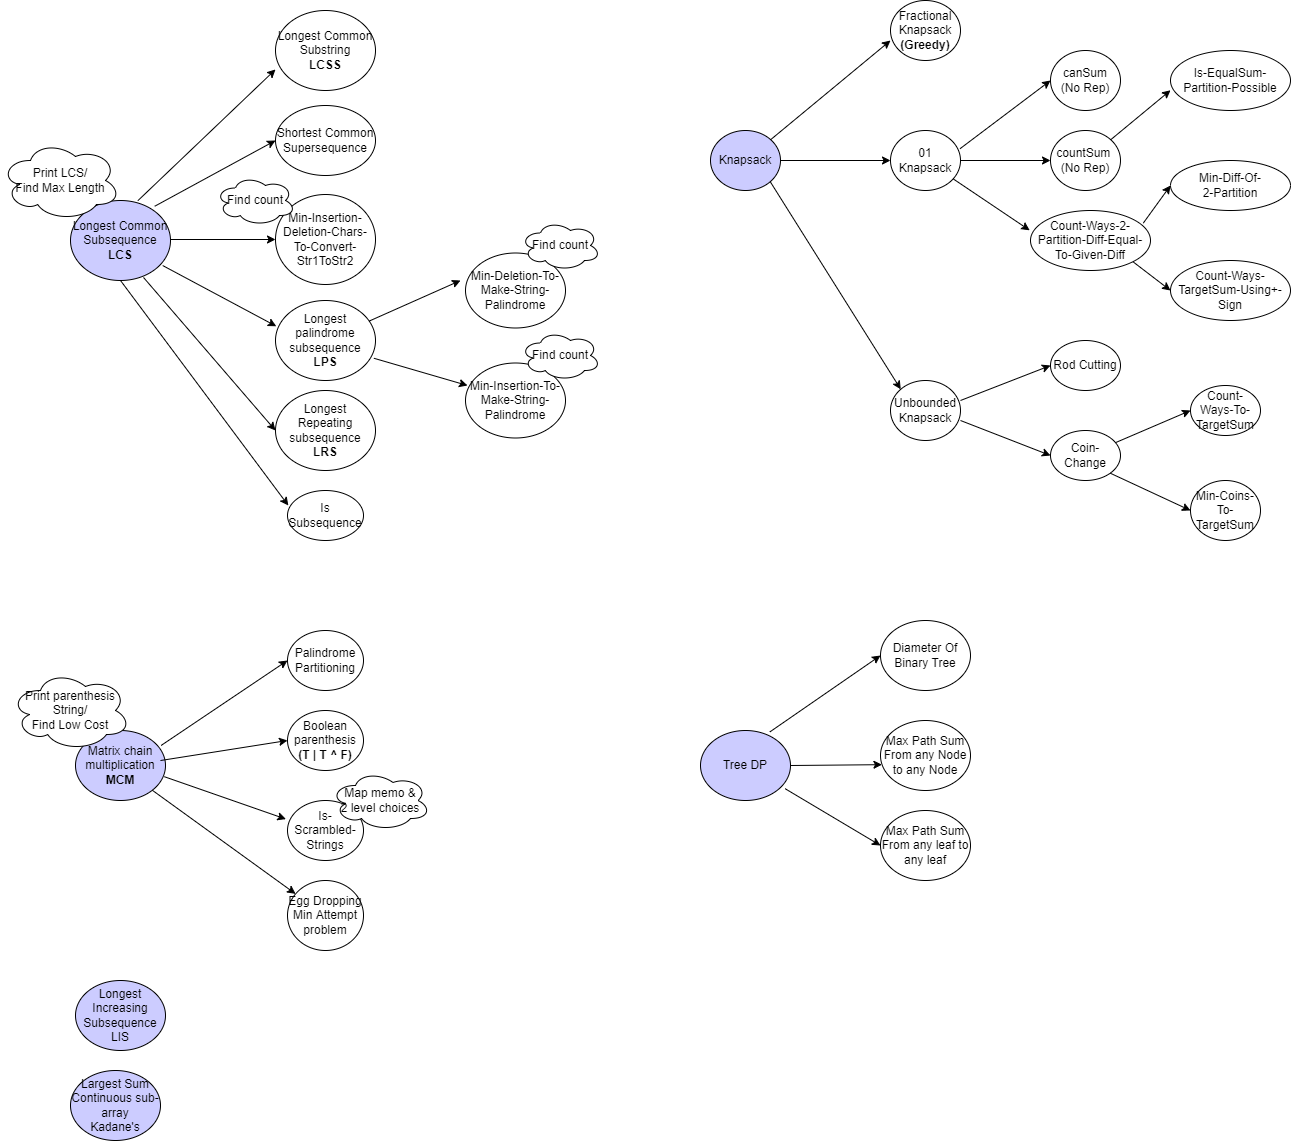 Longest Common
Substring
LCSS
Shortest Common
Supersequence
Print LCS/
Find Max Length
Find count
Longest Common
Subsequence
LCS
Min-Insertion-
Deletion-Chars-
To-Convert-
Str1ToStr2
Longest
palindrome
subsequence
LPS
Find count
Min-Deletion-To-
Make-String-
Palindrome
Find count
Min-Insertion-To-
Make-String-
Palindrome
Longest
Repeating
subsequence
LRS
Is
Subsequence
Fractional
Knapsack
(Greedy)
Knapsack
01
Knapsack
canSum
(No Rep)
countSum
(No Rep)
Is-EqualSum-
Partition-Possible
Count-Ways-2-
Partition-Diff-Equal-
To-Given-Diff
Min-Diff-Of-
2-Partition
Count-Ways-
TargetSum-Using+-
Sign
Unbounded
Knapsack
Rod Cutting
Coin-
Change
Count-
Ways-To-
TargetSum
Min-Coins-
To-
TargetSum
Print parenthesis
String/
Find Low Cost
Matrix chain
multiplication
MCM
Palindrome
Partitioning
Boolean
parenthesis
(T | T ^ F)
Map memo &
2 level choices
Is-
Scrambled-
Strings
Egg Dropping
Min Attempt
problem
Tree DP
Diameter Of
Binary Tree
Max Path Sum
From any Node
to any Node
Max Path Sum
From any leaf to
any leaf
Longest
Increasing
Subsequence
LIS
Largest Sum
Continuous sub-
array
Kadane's